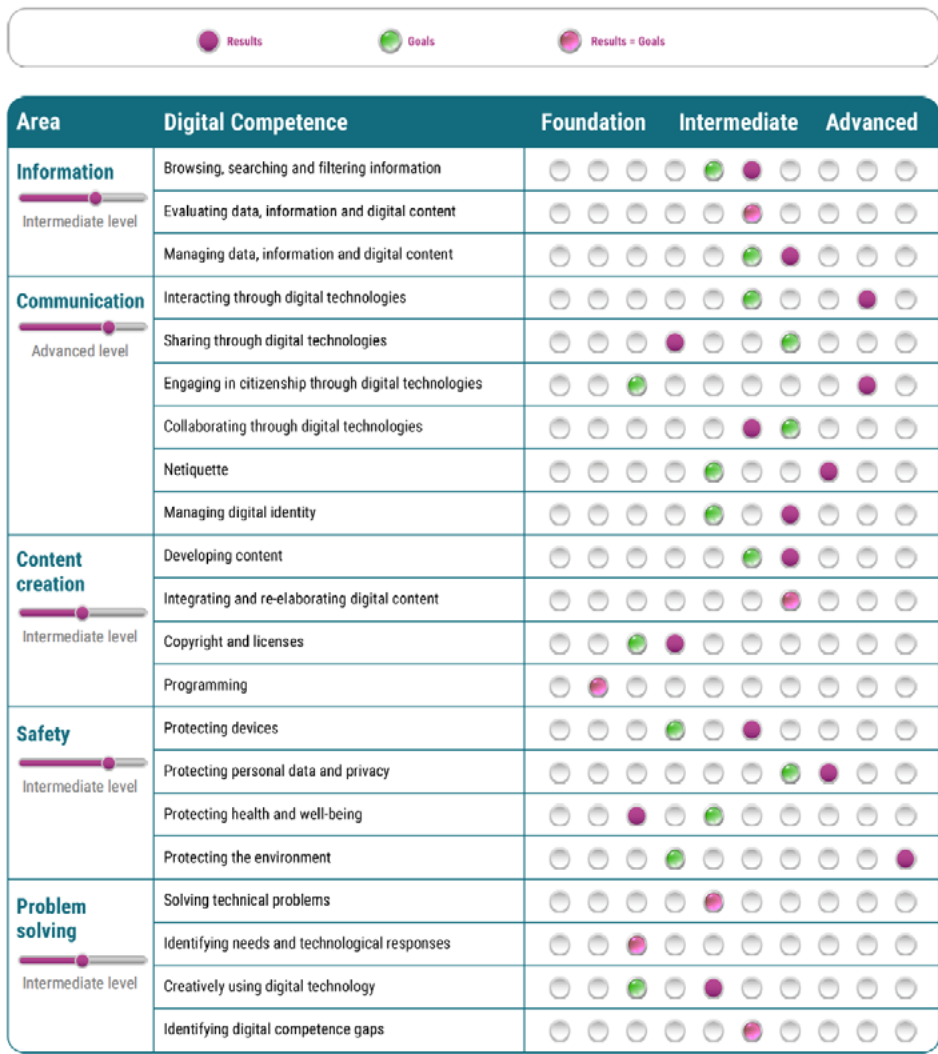 Results Goals Results = Goals
Area Digital Competence Foundation Intermediate Advanced
Information
Intermediate level
Browsing, searching and filtering information
Evaluating data, information and digital content
Managing data, information and digital content
Communication
Advanced level
Interacting through digital technologies
Sharing through digital technologies
Engaging in citizenship through digital technologies
Collaborating through digital technologies
Netiquette
Managing digital identity
Content
creation
Intermediate level
Developing content
Integrating and re-elaborating digital content
Copyright and licenses
Programming
Safety
Intermediate level
Protecting devices
Protecting personal data and privacy
Protecting health and well-being
Protecting the environment
Problem
solving
Intermediate level
Solving technical problems
Identifying needs and technological responses
Creatively using digital technology
Identifying digital competence gaps